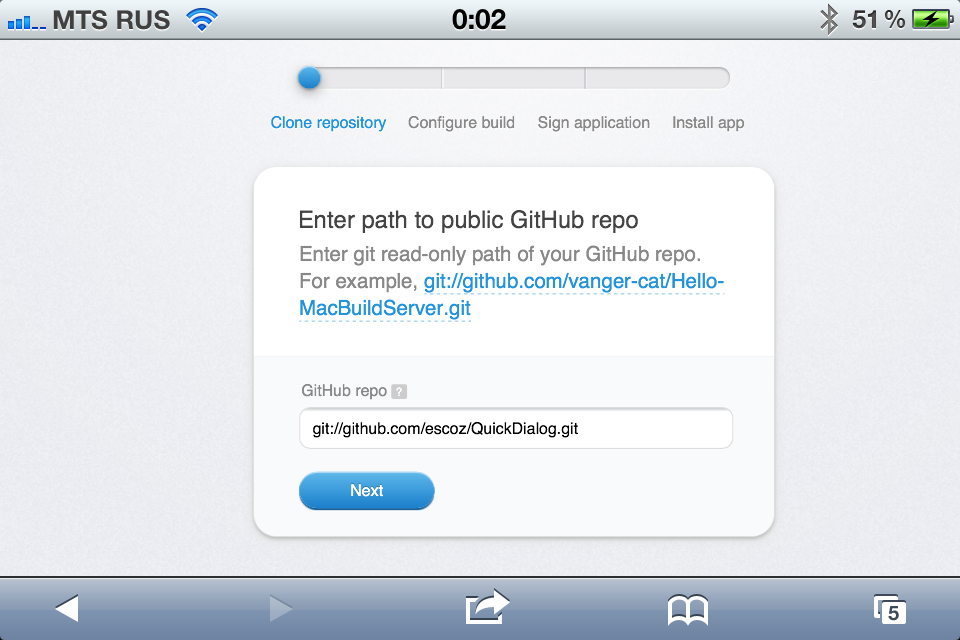 MTS RUS 0:02 51 %
Clone repository Configure build Sign application Install app
Enter path to public GitHub repo
Enter git read-only path of your GitHub repo.
For example, git://github.com/vanger-cat/Hello-
MacBuildServer.git
GitHub repo ?
git://github.com/escoz/QuickDialog.git
Next
5